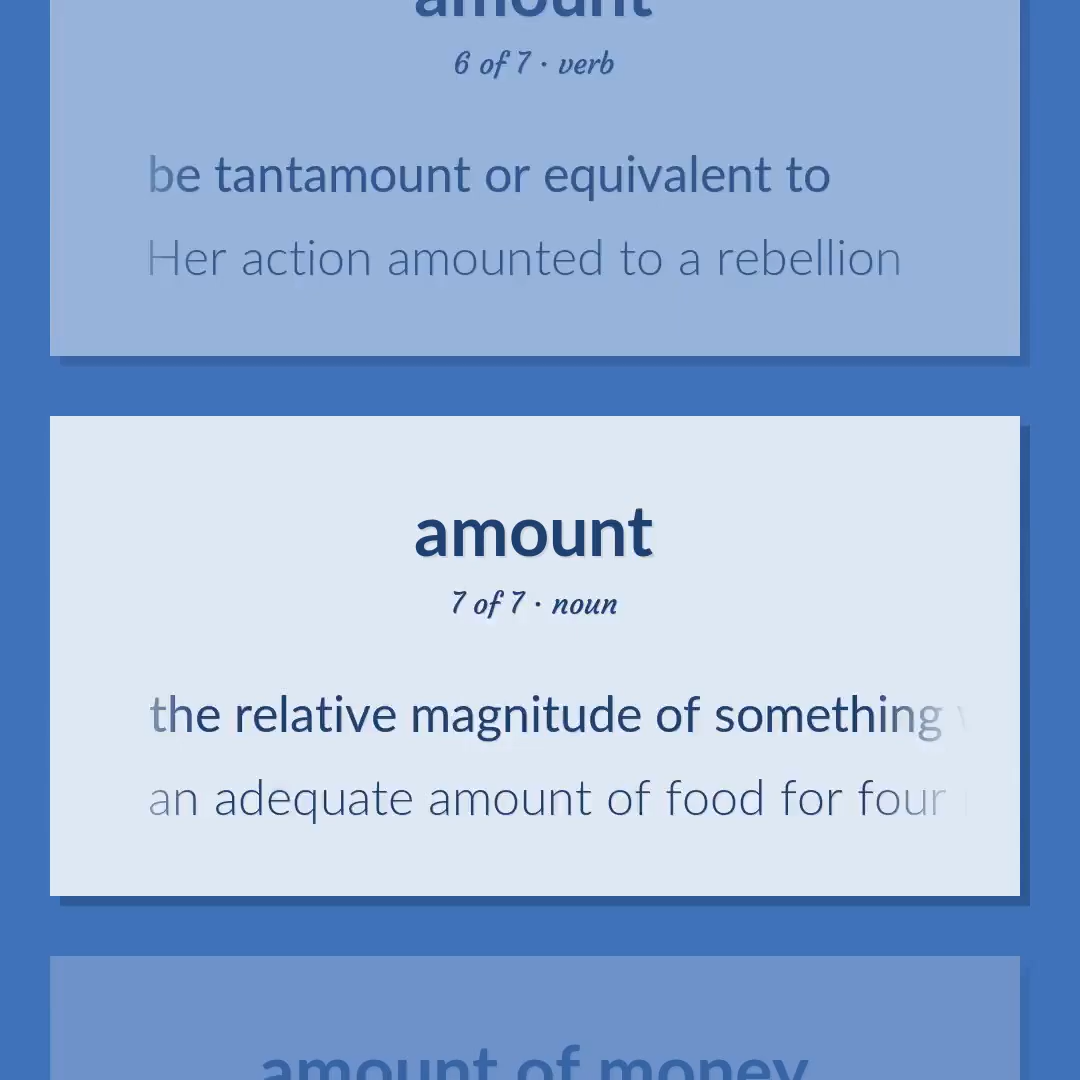 amount
6 of 7 · verb
be tantamount or equivalent to
Her action amounted to a rebellion
amount
7 of 7 · noun
the relative magnitude of something
an adequate amount of food for four
amount of money